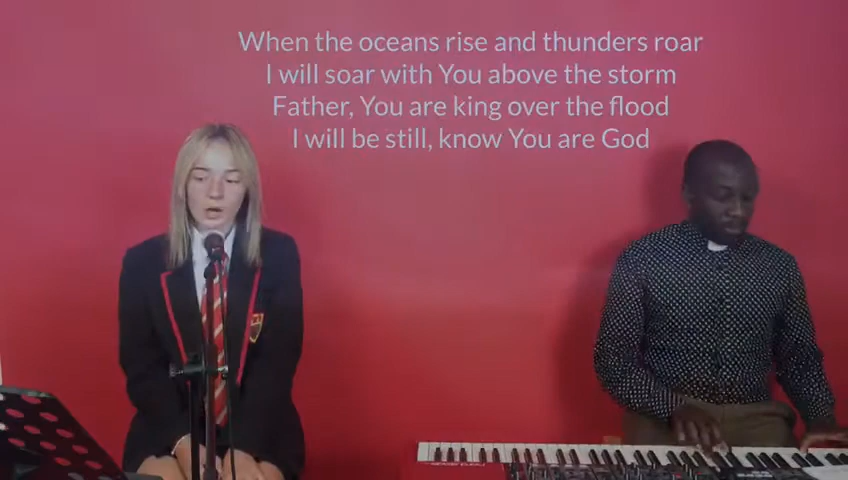 When the oceans rise and thunders roar
I will soar with You above the storm
Father, You are king over the flood
I will be still, know You are God